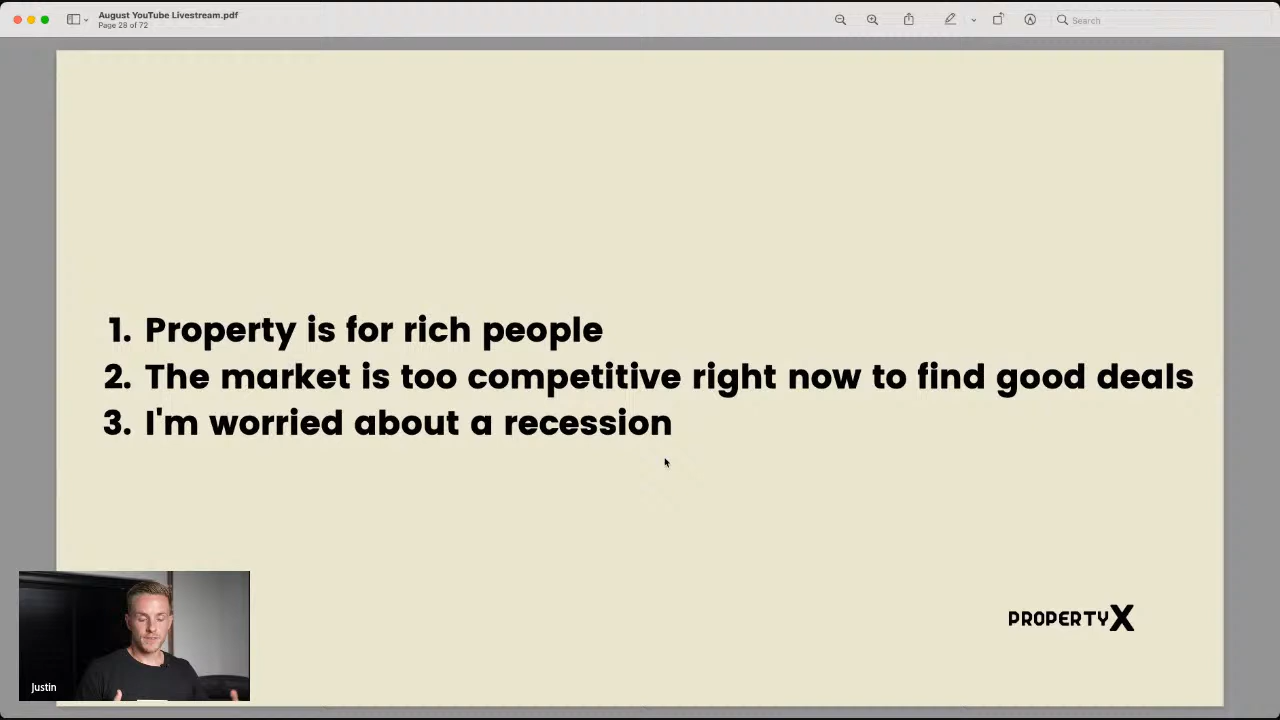 August YouTube Livestream.pdf
Page 28 of 72
Search
1. Property is for rich people
2. The market is too competitive right now to find good deals
3. I'm worried about a recession
PROPERTYX
Justin